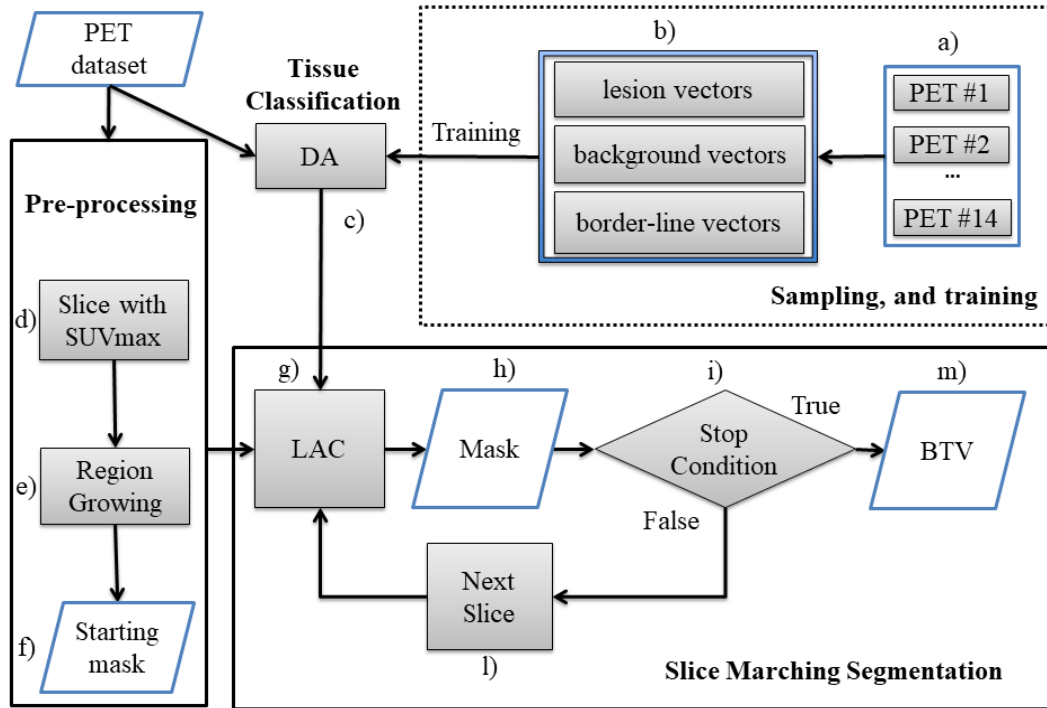 PET
dataset
Pre-processing
d)
Slice with
SUVmax
e)
Region
Growing
f)
Starting
mask
Tissue
Classification
DA
c)
Training
b)
lesion vectors
background vectors
border-line vectors
a)
PET #1
PET #2
...
PET #14
Sampling, and training
g)
LAC
h)
Mask
i)
Stop
Condition
True
False
m)
BTV
Next
Slice
l)
Slice Marching Segmentation